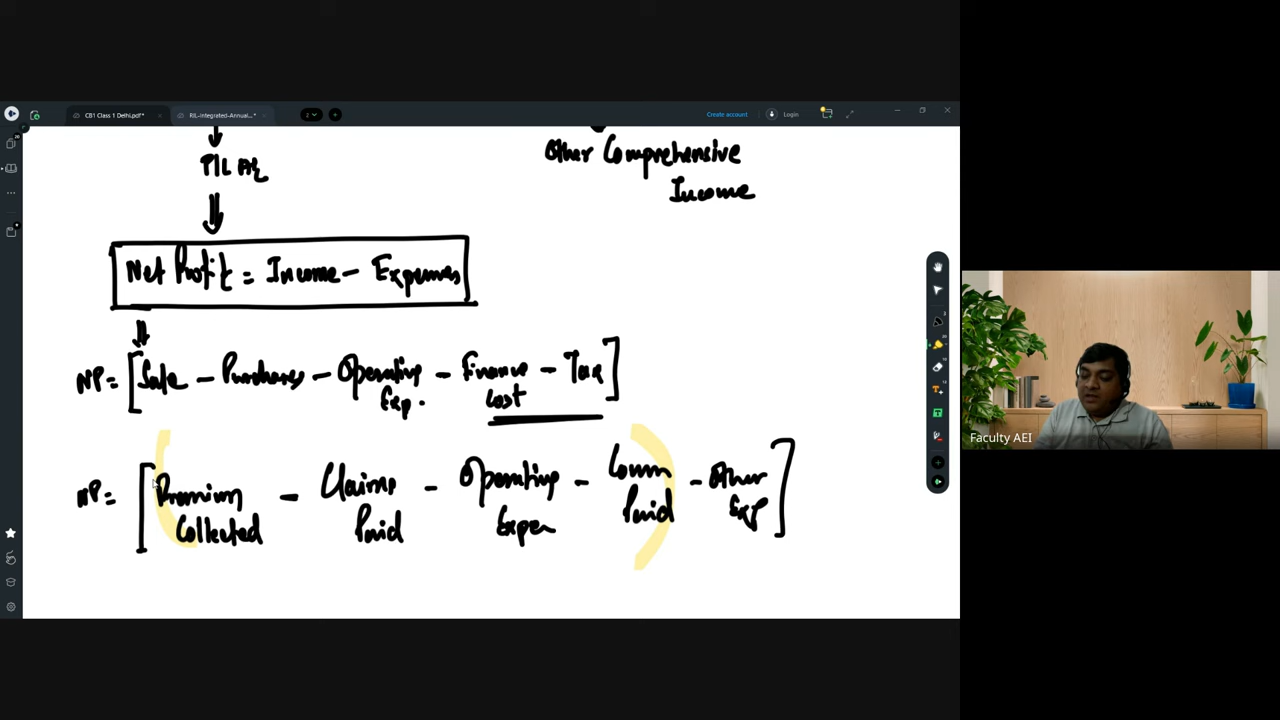 CB1 Class 1 Delhi.pdf*
RIL-Integrated-Annual...*
2
Create account
Login
P|L A/c
Other Comprehensive
Income
Net Profit = Income - Expenses
NP = [Sale - Purchases - Operating Exp. - Finance Cost - Tax]
NP = [Premium Collected - Claims Paid - Operating Expen - Comm Paid - Other Exp]
Faculty AEI